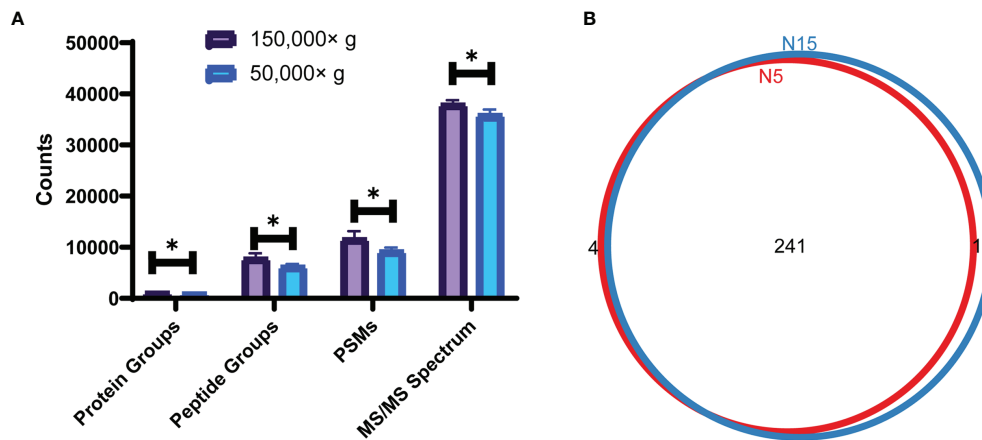 A
150,000× g
50,000× g
50000
40000
30000
20000
10000
0
Counts
*
*
*
*
Protein Groups
Peptide Groups
PSMs
MS/MS Spectrum
B
N15
N5
4
241